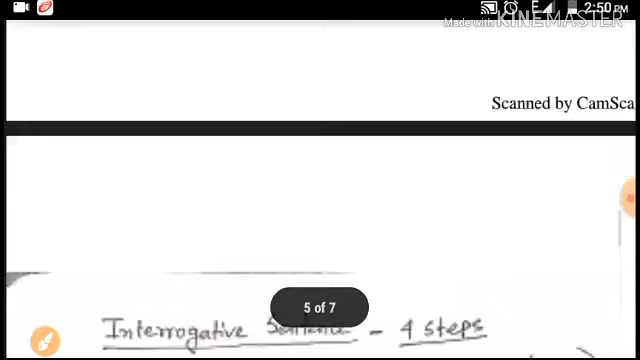 2:50 PM
Made with KINEMASTER
Scanned by CamSca
5 of 7
Interrogative Sentence - 4 steps